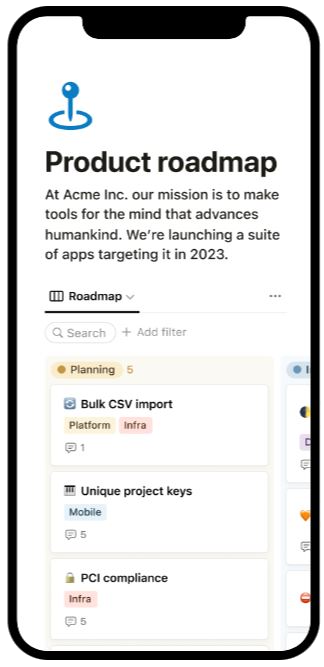 Product roadmap
At Acme Inc. our mission is to make
tools for the mind that advances
humankind. We're launching a suite
of apps targeting it in 2023.
Roadmap
Search + Add filter
Planning 5
Bulk CSV import
Platform Infra
1
Unique project keys
Mobile
5
PCI compliance
Infra
5